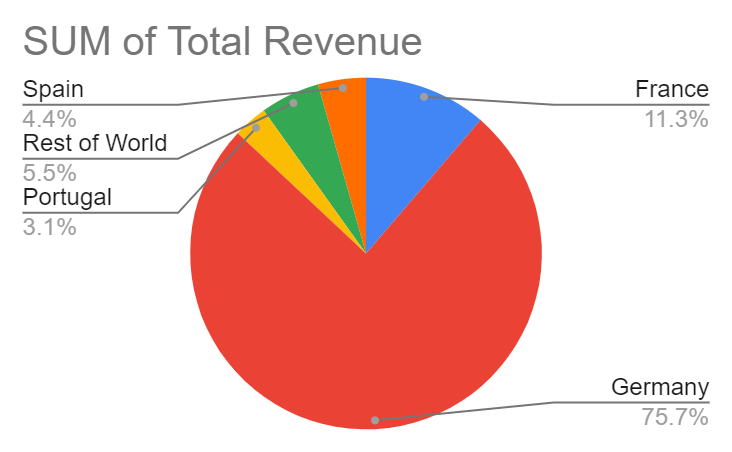 SUM of Total Revenue
Spain
4.4%
Rest of World
5.5%
Portugal
3.1%
France
11.3%
Germany
75.7%